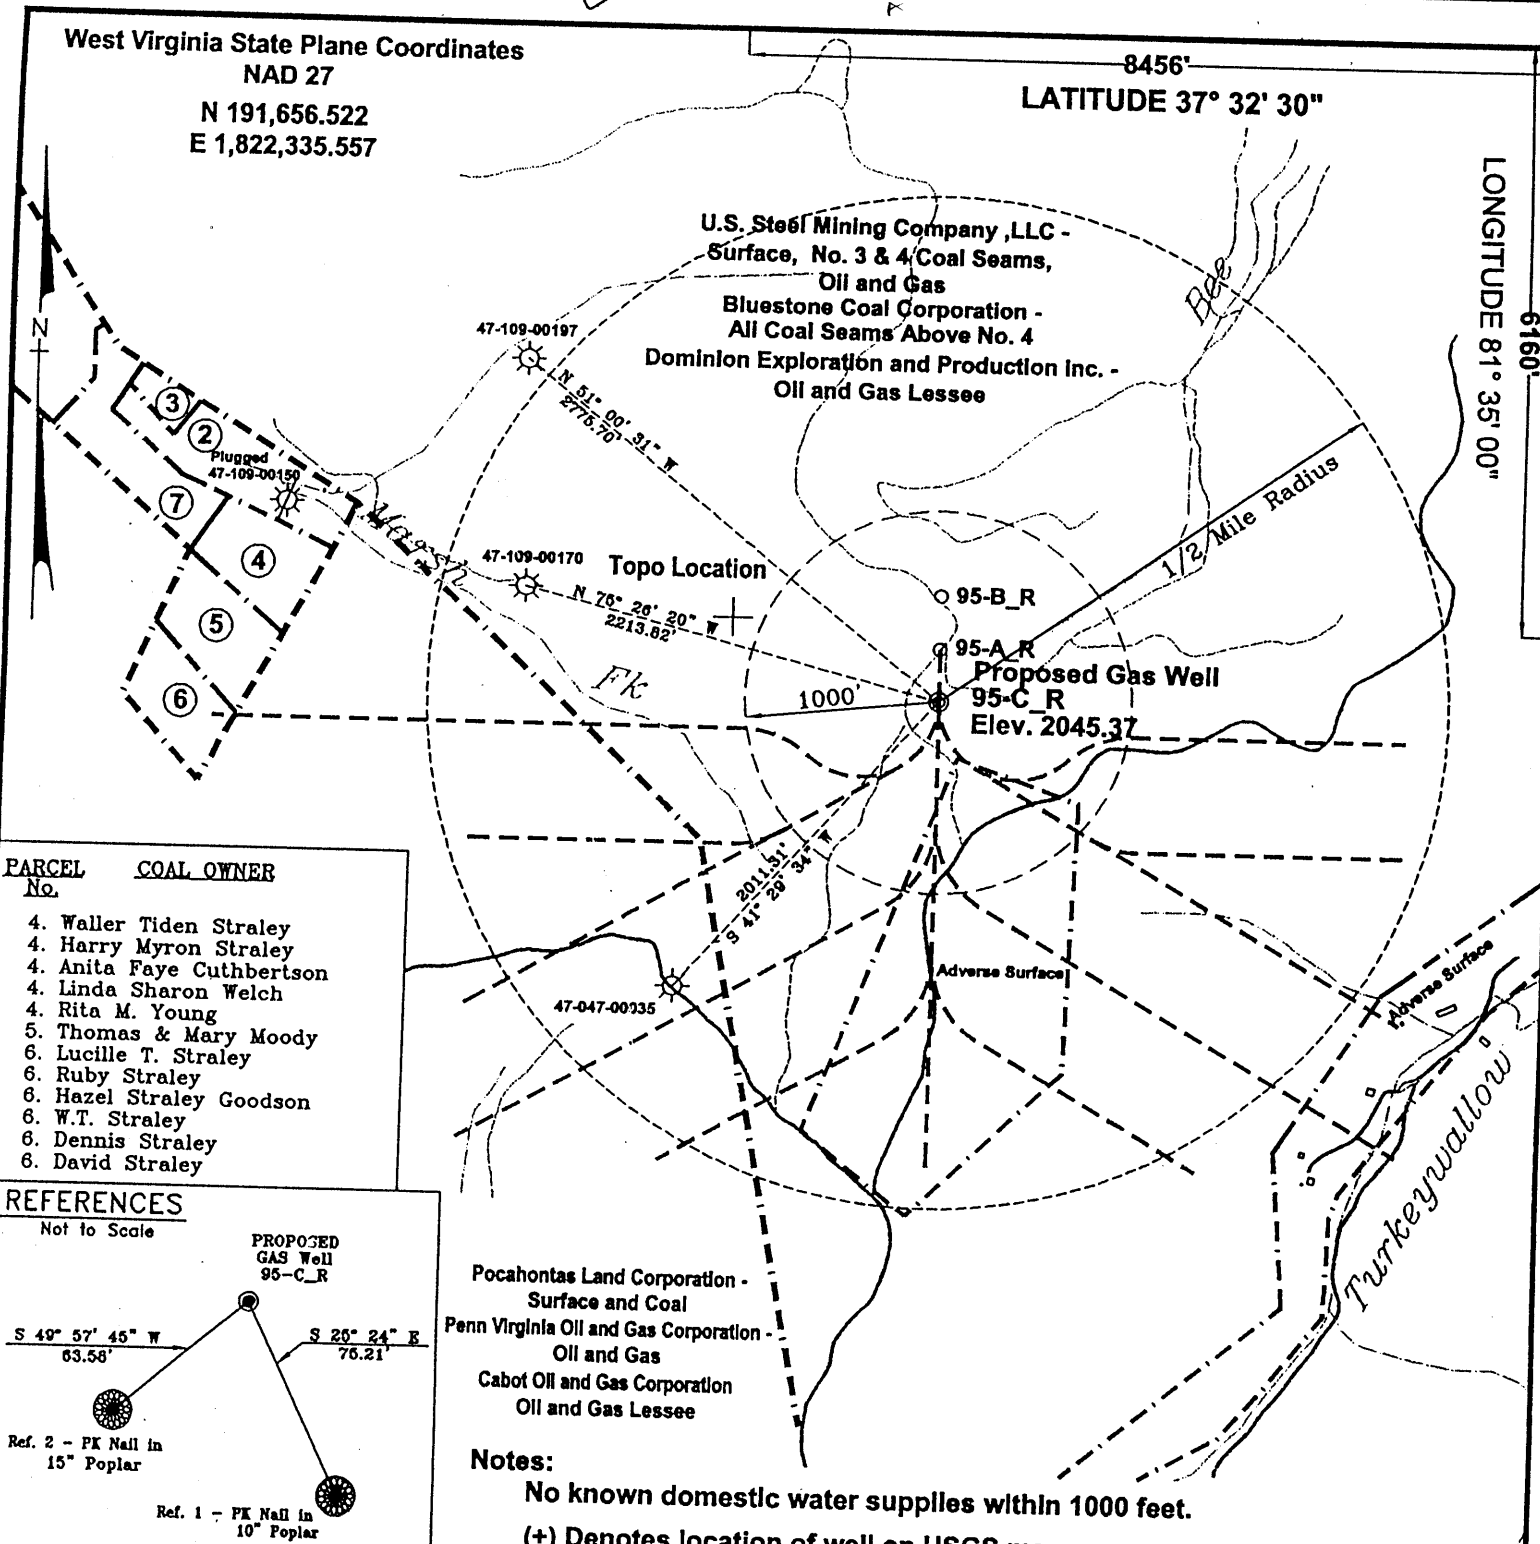 West Virginia State Plane Coordinates
NAD 27
N 191,656.522
E 1,822,335.557
8456'
LATITUDE 37° 32' 30"
LONGITUDE 81° 35' 00"
6160'
N
U.S. Steel Mining Company ,LLC -
Surface, No. 3 & 4 Coal Seams,
Oil and Gas
Bluestone Coal Corporation -
All Coal Seams Above No. 4
Dominion Exploration and Production Inc. -
Oil and Gas Lessee
Bee
47-109-00197
N 51° 00' 31" W
2775.70'
3
2
Plugged
47-109-00150
7
4
5
6
Marsh
Fk
47-109-00170
Topo Location
N 75° 26' 20" W
2213.82'
1/2 Mile Radius
95-B_R
95-A_R
Proposed Gas Well
95-C_R
Elev. 2045.37
1000'
2011.31'
S 41° 29' 34" W
47-047-00935
Adverse Surface
Adverse Surface
Turkeywallow
PARCEL COAL OWNER
No.
4. Waller Tiden Straley
4. Harry Myron Straley
4. Anita Faye Cuthbertson
4. Linda Sharon Welch
4. Rita M. Young
5. Thomas & Mary Moody
6. Lucille T. Straley
6. Ruby Straley
6. Hazel Straley Goodson
6. W.T. Straley
6. Dennis Straley
6. David Straley
REFERENCES
Not to Scale
PROPOSED
GAS Well
95-C_R
S 49° 57' 45" W
63.56'
S 25° 24" E
75.21'
Ref. 2 - PK Nail in
15" Poplar
Ref. 1 - PK Nail in
10" Poplar
Pocahontas Land Corporation -
Surface and Coal
Penn Virginia Oil and Gas Corporation -
Oil and Gas
Cabot Oil and Gas Corporation
Oil and Gas Lessee
Notes:
No known domestic water supplies within 1000 feet.
(+) Denotes location of well on USGS